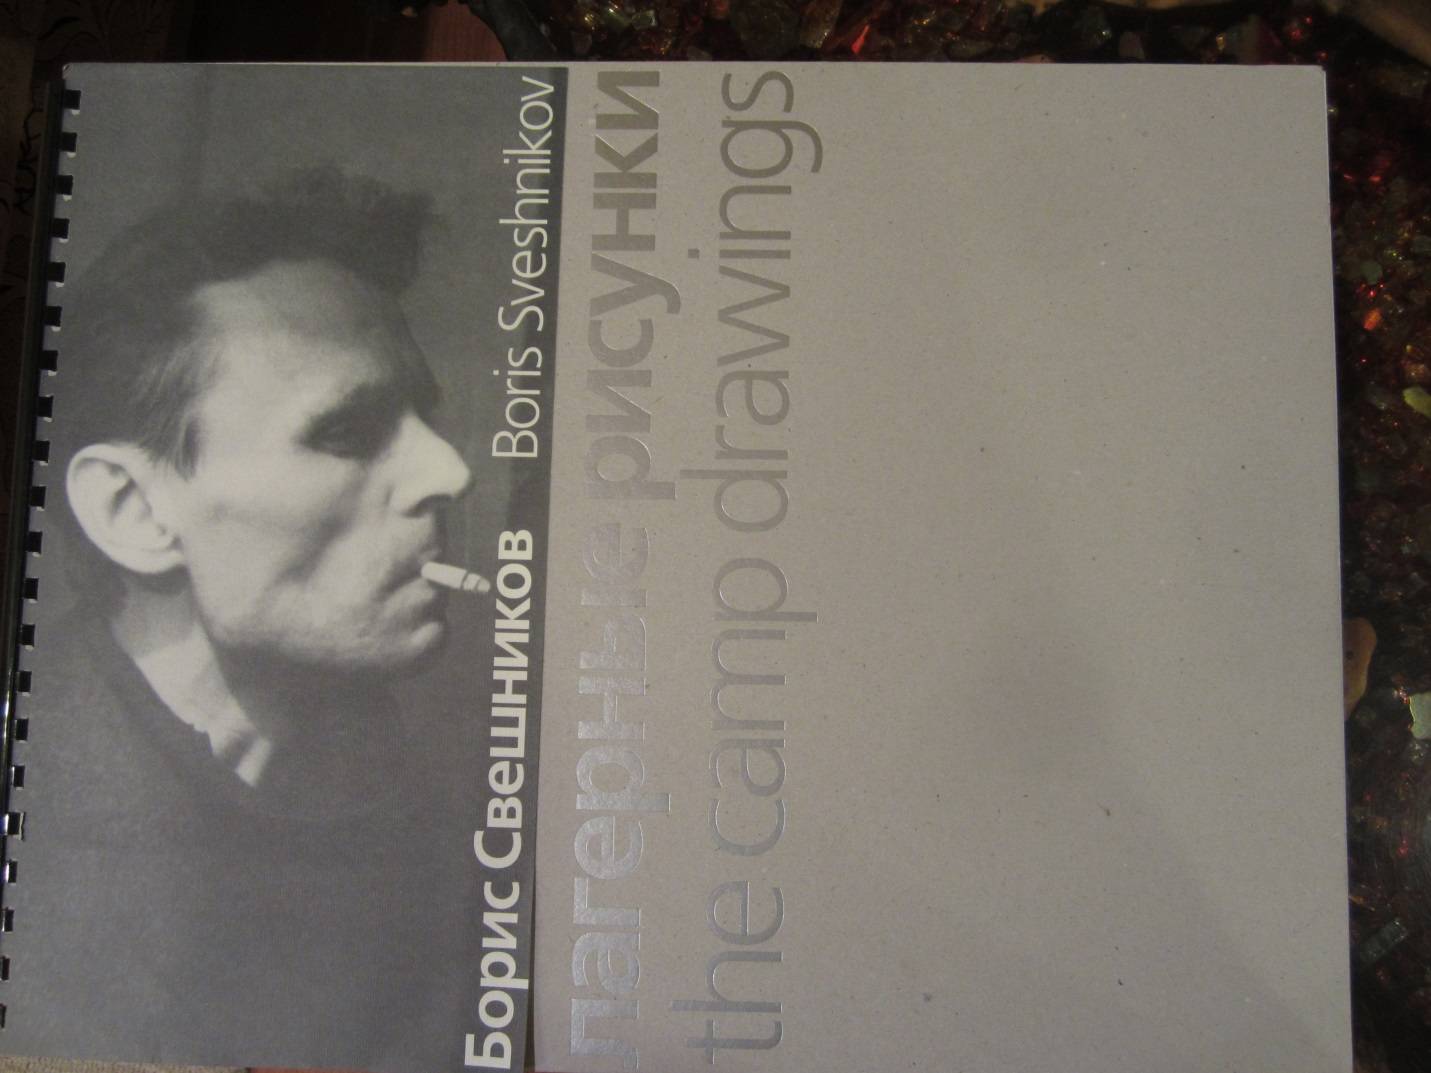 Борис Свешников Boris Sveshnikov
лагерные рисунки
the camp drawings